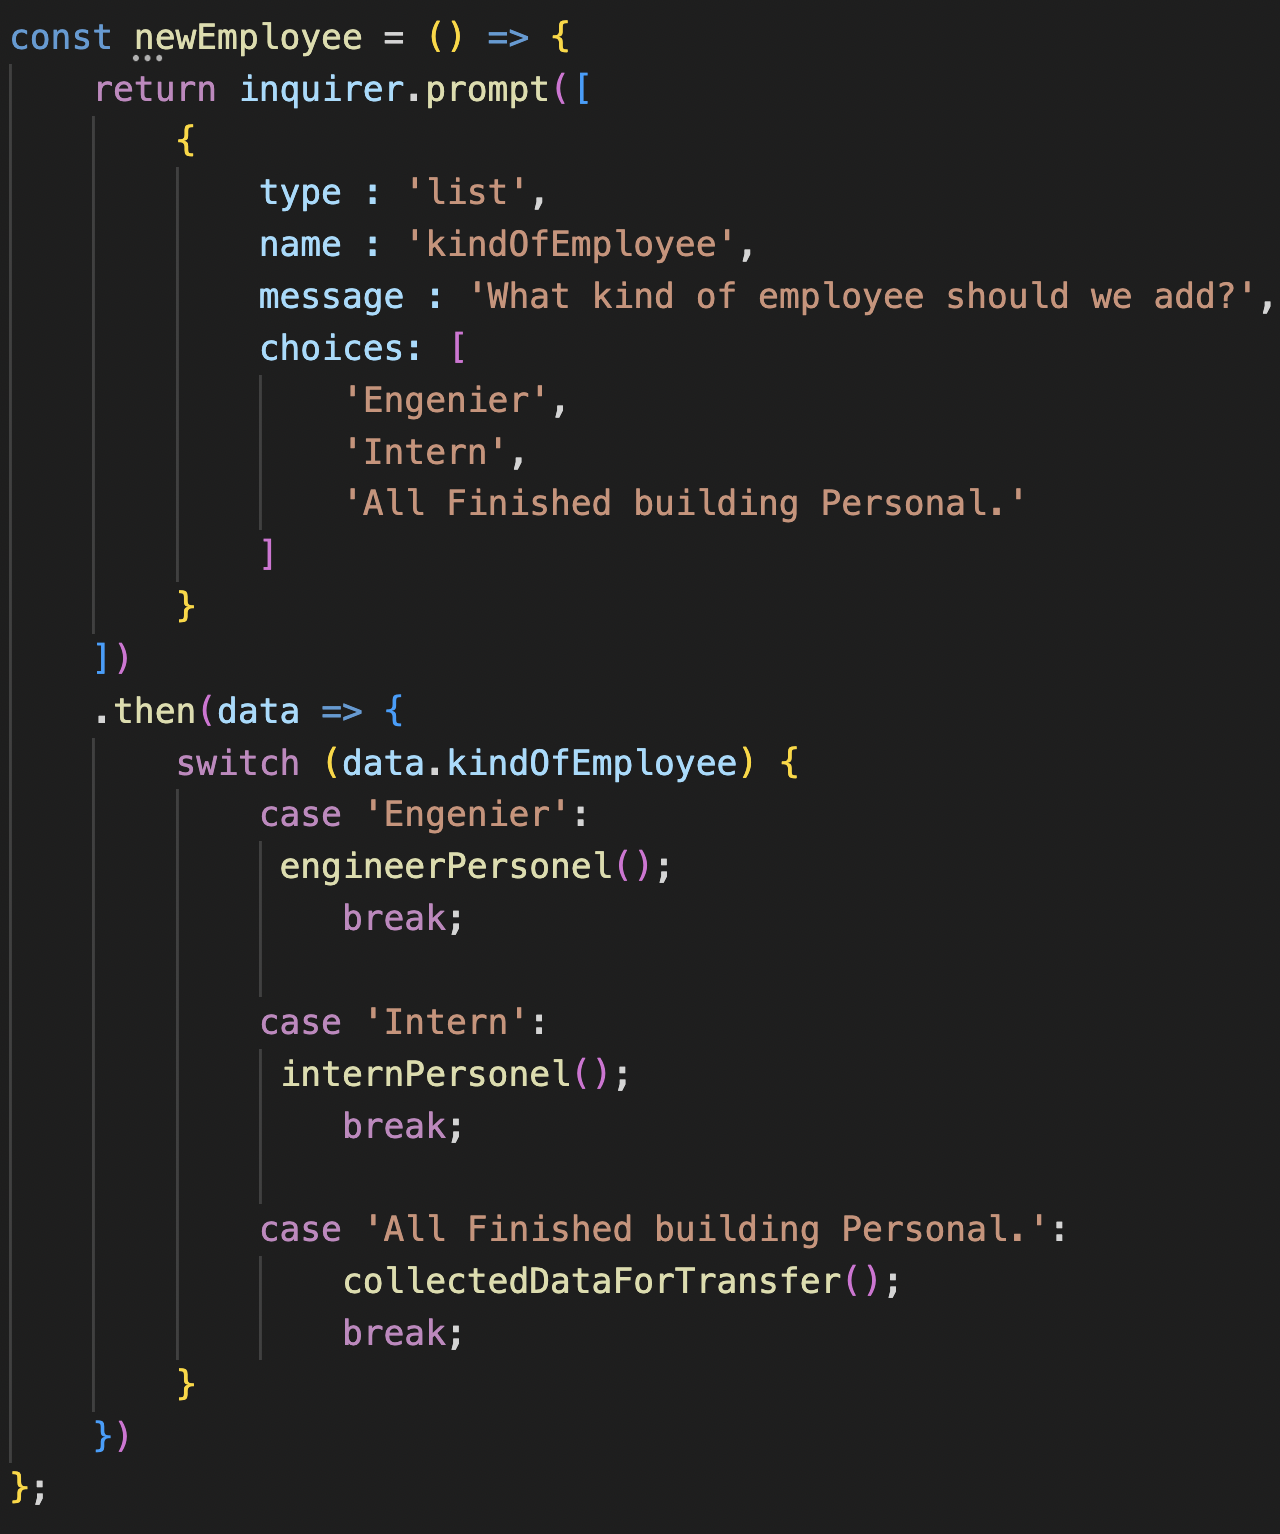 const newEmployee = () => {
    return inquirer.prompt([
        {
            type : 'list',
            name : 'kindOfEmployee',
            message : 'What kind of employee should we add?',
            choices: [
                'Engenier',
                'Intern',
                'All Finished building Personal.'
            ]
        }
    ])
    .then(data => {
        switch (data.kindOfEmployee) {
            case 'Engenier':
             engineerPersonel();
                break;

            case 'Intern':
             internPersonel();
                break;

            case 'All Finished building Personal.':
                collectedDataForTransfer();
                break;
        }
    })
};